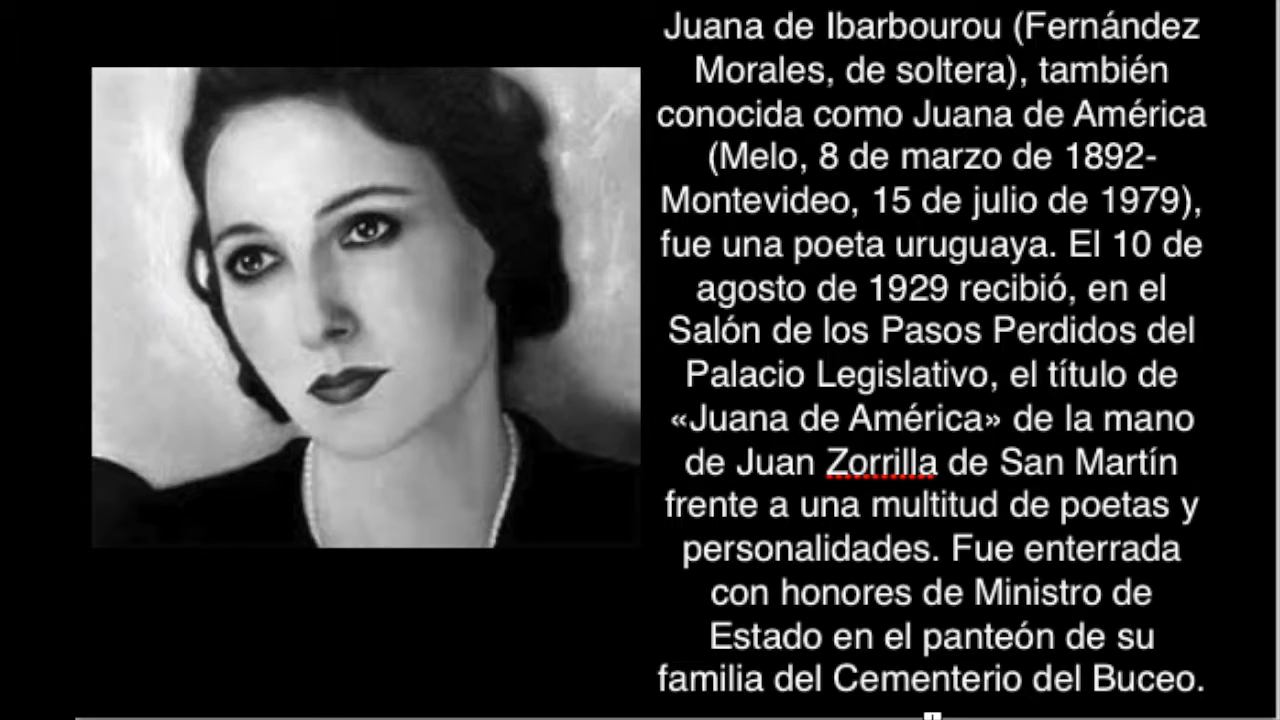 Juana de Ibarbourou (Fernández
Morales, de soltera), también
conocida como Juana de América
(Melo, 8 de marzo de 1892-
Montevideo, 15 de julio de 1979),
fue una poeta uruguaya. El 10 de
agosto de 1929 recibió, en el
Salón de los Pasos Perdidos del
Palacio Legislativo, el título de
«Juana de América» de la mano
de Juan Zorrilla de San Martín
frente a una multitud de poetas y
personalidades. Fue enterrada
con honores de Ministro de
Estado en el panteón de su
familia del Cementerio del Buceo.